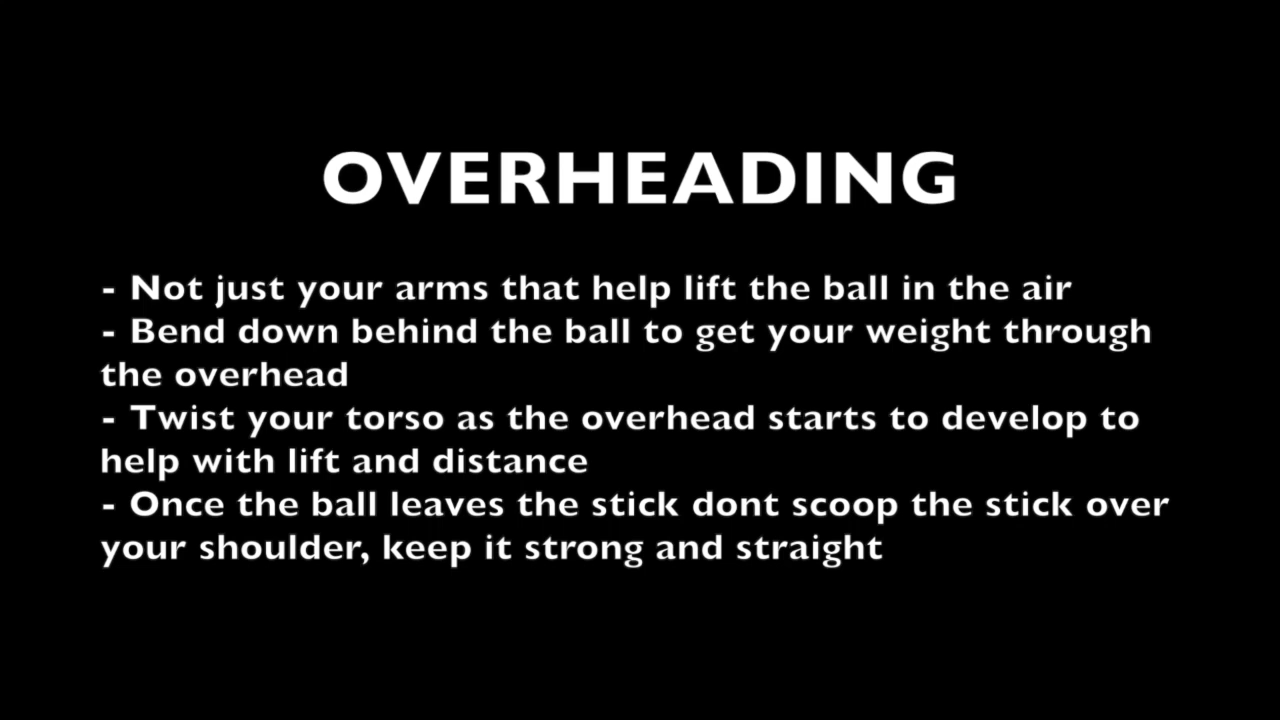 OVERHEADING
- Not just your arms that help lift the ball in the air
- Bend down behind the ball to get your weight through
the overhead
- Twist your torso as the overhead starts to develop to
help with lift and distance
- Once the ball leaves the stick dont scoop the stick over
your shoulder, keep it strong and straight